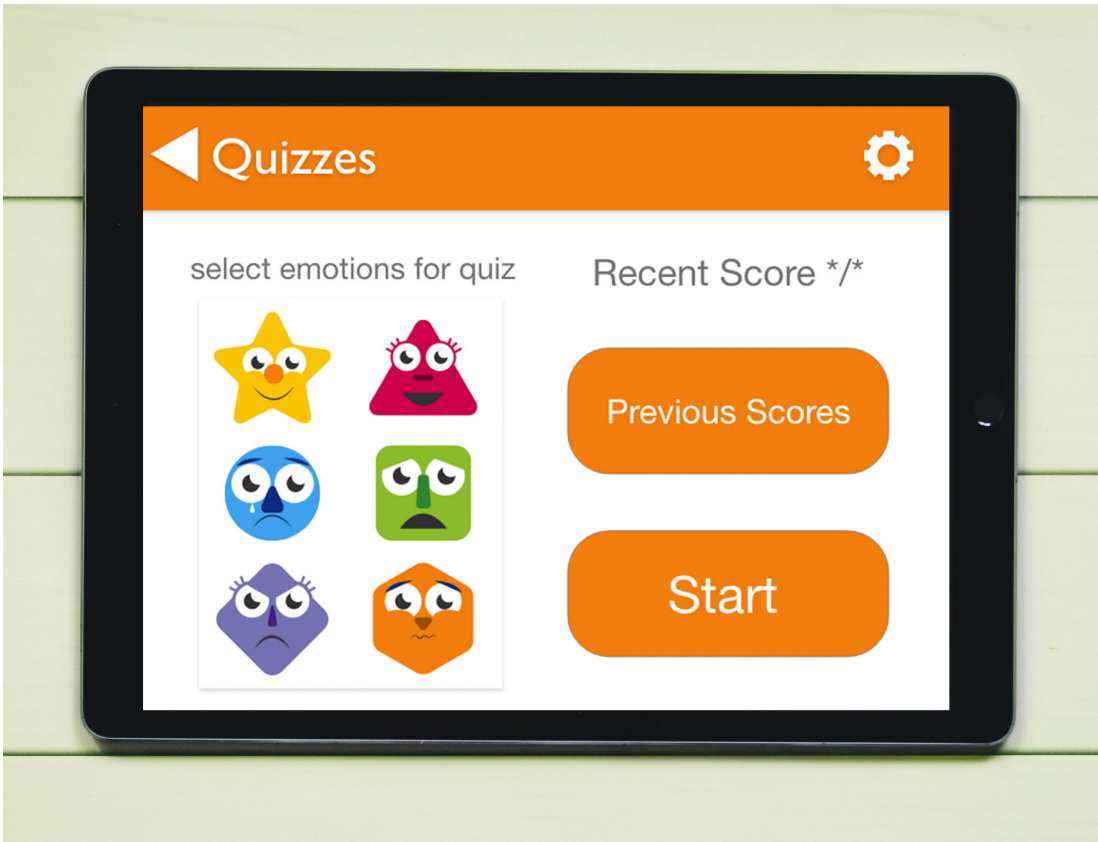 Quizzes
select emotions for quiz
Recent Score */*
Previous Scores
Start